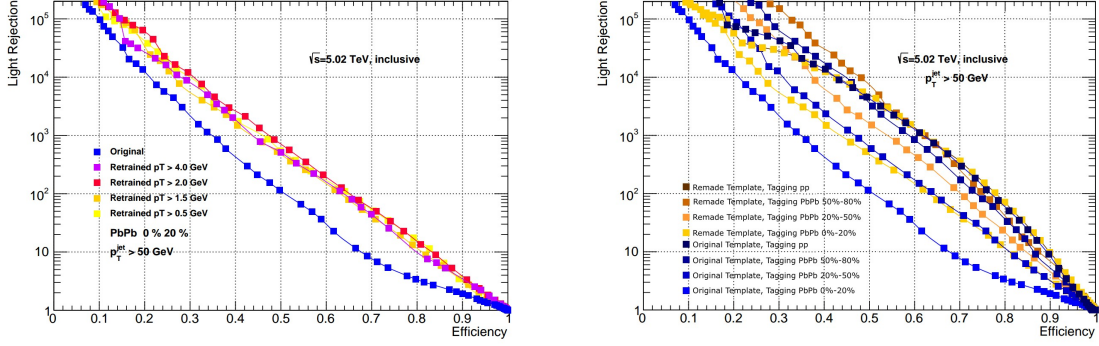 Light Rejection
10⁵
√s=5.02 TeV, inclusive
10⁴
10³
Original
Retrained pT > 4.0 GeV
Retrained pT > 2.0 GeV
10²
Retrained pT > 1.5 GeV
Retrained pT > 0.5 GeV
PbPb 0 % 20 %
10
p_T^jet > 50 GeV
1
0 0.1 0.2 0.3 0.4 0.5 0.6 0.7 0.8 0.9 1
Efficiency
Light Rejection
10⁵
√s=5.02 TeV, inclusive
p_T^jet > 50 GeV
10⁴
10³
Remade Template, Tagging pp
10²
Remade Template, Tagging PbPb 50%-80%
Remade Template, Tagging PbPb 20%-50%
Remade Template, Tagging PbPb 0%-20%
Original Template, Tagging pp
10
Original Template, Tagging PbPb 50%-80%
Original Template, Tagging PbPb 20%-50%
Original Template, Tagging PbPb 0%-20%
1
0 0.1 0.2 0.3 0.4 0.5 0.6 0.7 0.8 0.9 1
Efficiency